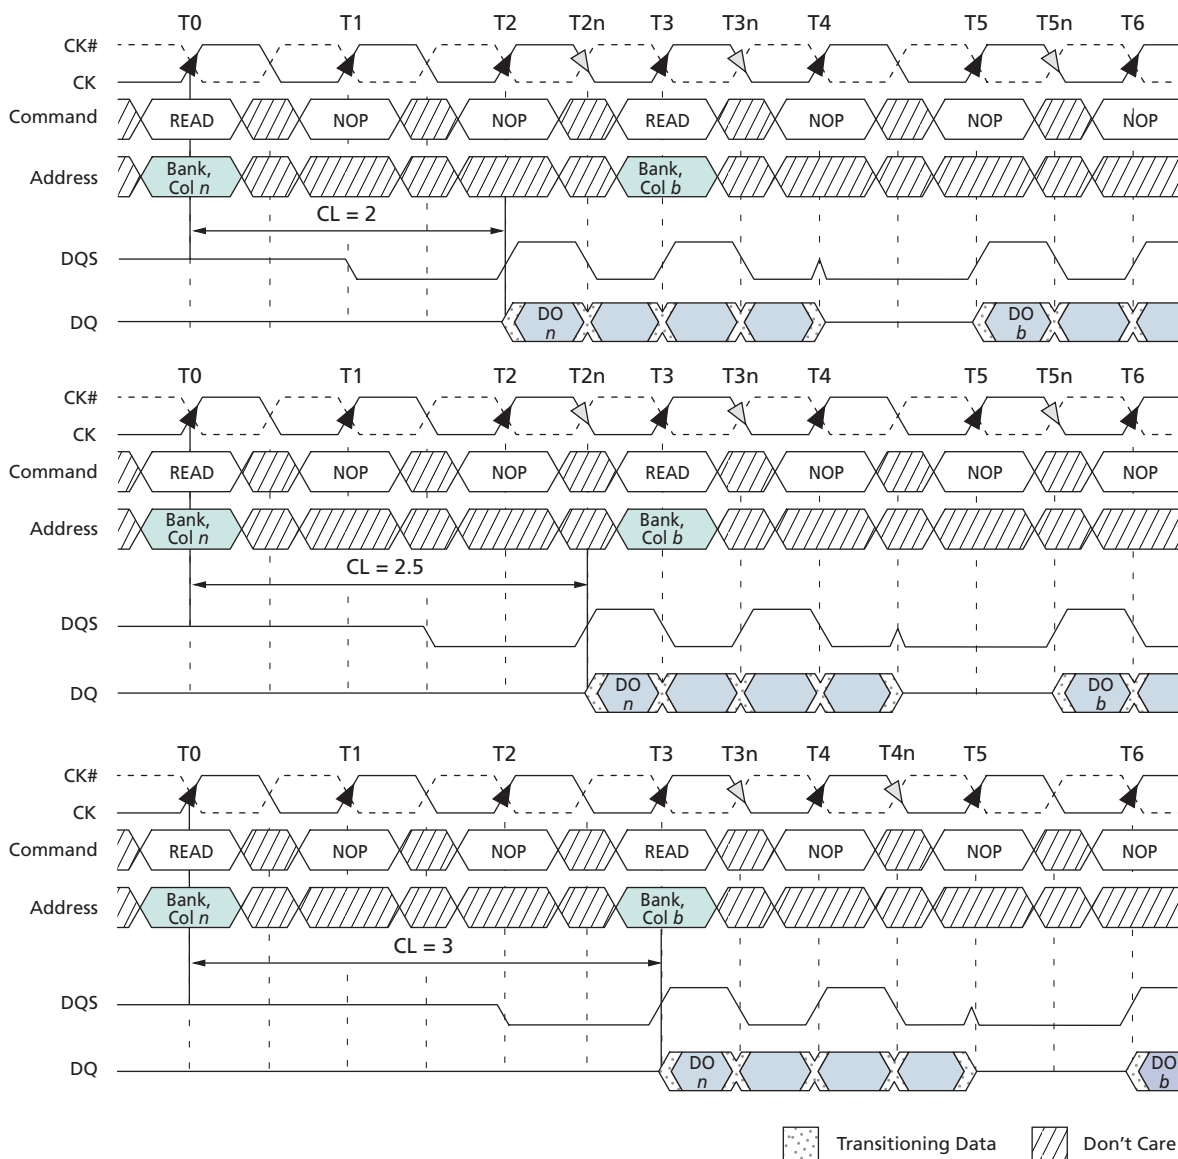 T0 T1 T2 T2n T3 T3n T4 T5 T5n T6
CK#
CK
Command READ NOP NOP READ NOP NOP NOP
Address Bank, Col n Bank, Col b
CL = 2
DQS
DQ DO n DO b
T0 T1 T2 T2n T3 T3n T4 T5 T5n T6
CK#
CK
Command READ NOP NOP READ NOP NOP NOP
Address Bank, Col n Bank, Col b
CL = 2.5
DQS
DQ DO n DO b
T0 T1 T2 T3 T3n T4 T4n T5 T6
CK#
CK
Command READ NOP NOP READ NOP NOP NOP
Address Bank, Col n Bank, Col b
CL = 3
DQS
DQ DO n DO b
Transitioning Data Don't Care